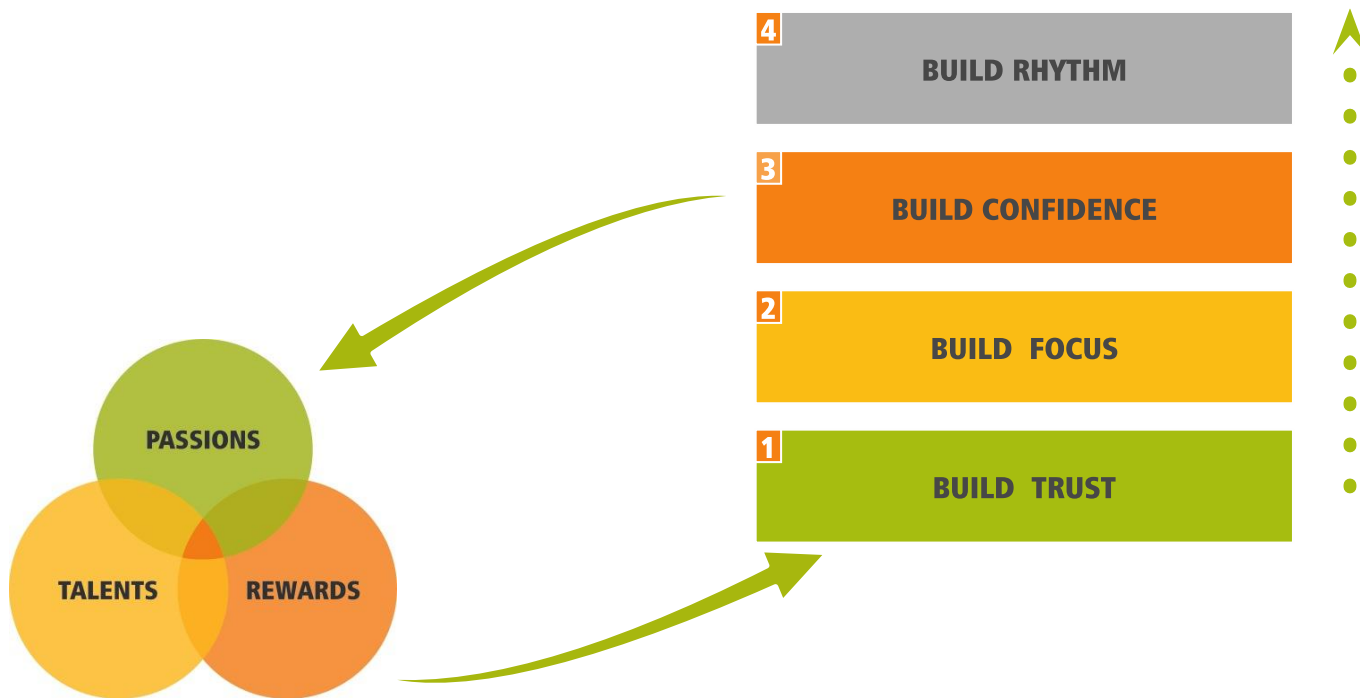 4
BUILD RHYTHM
3
BUILD CONFIDENCE
2
BUILD FOCUS
1
BUILD TRUST
PASSIONS
TALENTS
REWARDS